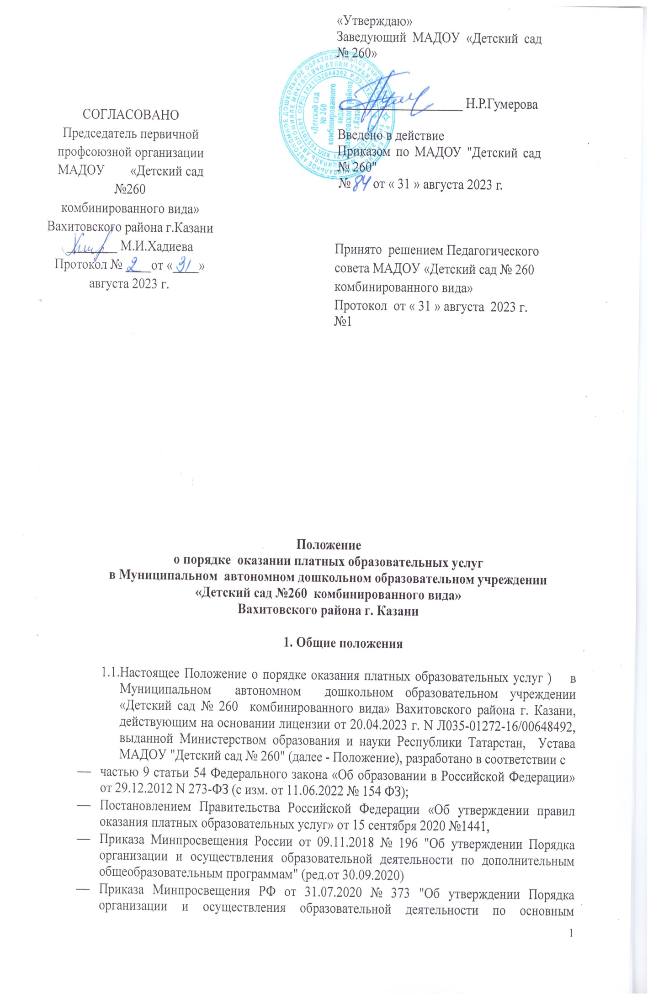 «Утверждаю»
Заведующий МАДОУ «Детский сад
№ 260»
Н.Р.Гумерова
Введено в действие
Приказом по МАДОУ "Детский сад
№ 260"
№ 84 от « 31 » августа 2023 г.
«Детский сад
№ 260
комбинированного
вида»
Вахитовского района
г.Казани
СОГЛАСОВАНО
Председатель первичной
профсоюзной организации
МАДОУ «Детский сад
№260
комбинированного вида»
Вахитовского района г.Казани
________ М.И.Хадиева
Протокол № 2 от « 31 »
августа 2023 г.
Принято решением Педагогического
совета МАДОУ «Детский сад № 260
комбинированного вида»
Протокол от « 31 » августа 2023 г.
№1
Положение
о порядке оказании платных образовательных услуг
в Муниципальном автономном дошкольном образовательном учреждении
«Детский сад №260 комбинированного вида»
Вахитовского района г. Казани
1. Общие положения
1.1.Настоящее Положение о порядке оказания платных образовательных услуг ) в
Муниципальном автономном дошкольном образовательном учреждении
«Детский сад № 260 комбинированного вида» Вахитовского района г. Казани,
действующим на основании лицензии от 20.04.2023 г. N Л035-01272-16/00648492,
выданной Министерством образования и науки Республики Татарстан, Устава
МАДОУ "Детский сад № 260" (далее - Положение), разработано в соответствии с
— частью 9 статьи 54 Федерального закона «Об образовании в Российской Федерации»
от 29.12.2012 N 273-ФЗ (с изм. от 11.06.2022 № 154 ФЗ);
— Постановлением Правительства Российской Федерации «Об утверждении правил
оказания платных образовательных услуг» от 15 сентября 2020 №1441,
— Приказа Минпросвещения России от 09.11.2018 № 196 "Об утверждении Порядка
организации и осуществления образовательной деятельности по дополнительным
общеобразовательным программам" (ред.от 30.09.2020)
— Приказа Минпросвещения РФ от 31.07.2020 № 373 "Об утверждении Порядка
организации и осуществления образовательной деятельности по основным
1